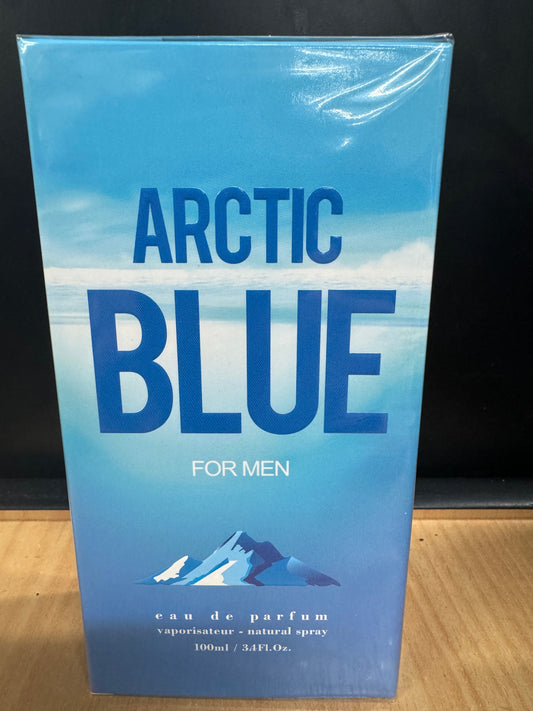 ARCTIC
BLUE
FOR MEN
eau de parfum
vaporisateur - natural spray
100ml / 3.4Fl.Oz.